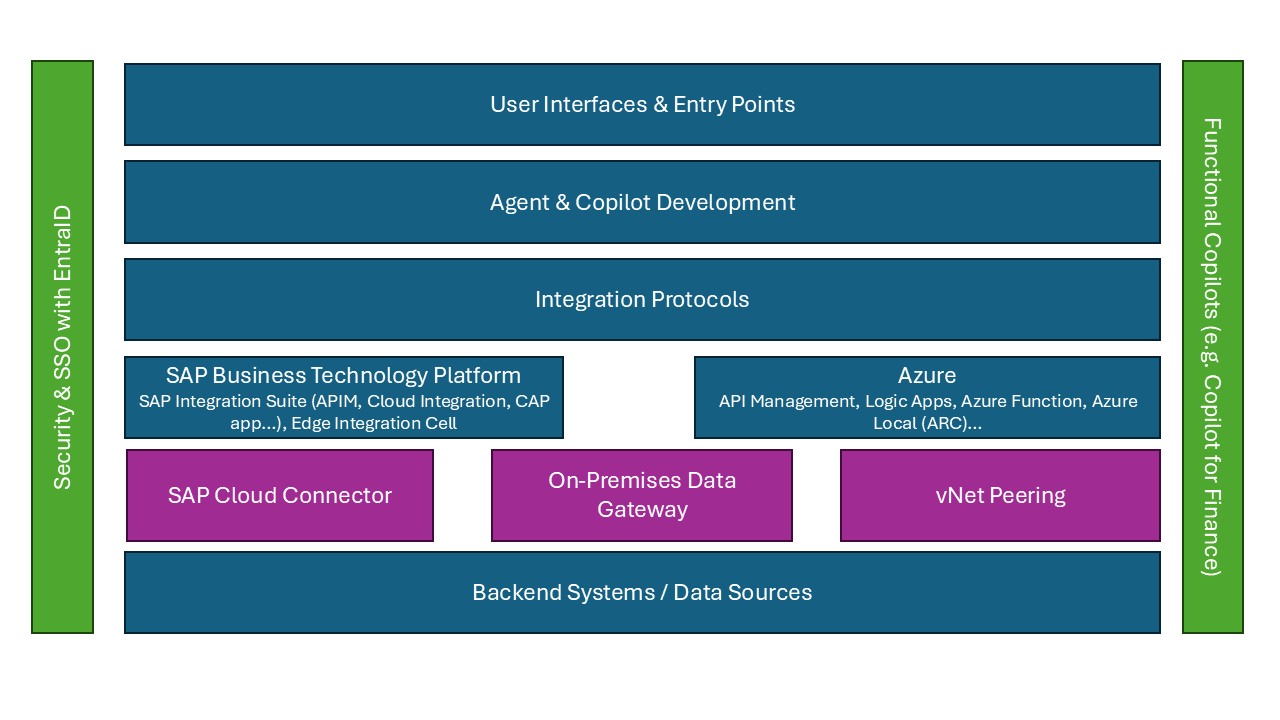 Security & SSO with EntraID
User Interfaces & Entry Points
Agent & Copilot Development
Integration Protocols
SAP Business Technology Platform
SAP Integration Suite (APIM, Cloud Integration, CAP
app...), Edge Integration Cell
Azure
API Management, Logic Apps, Azure Function, Azure
Local (ARC)...
SAP Cloud Connector
On-Premises Data
Gateway
vNet Peering
Backend Systems / Data Sources
Functional Copilots (e.g. Copilot for Finance)